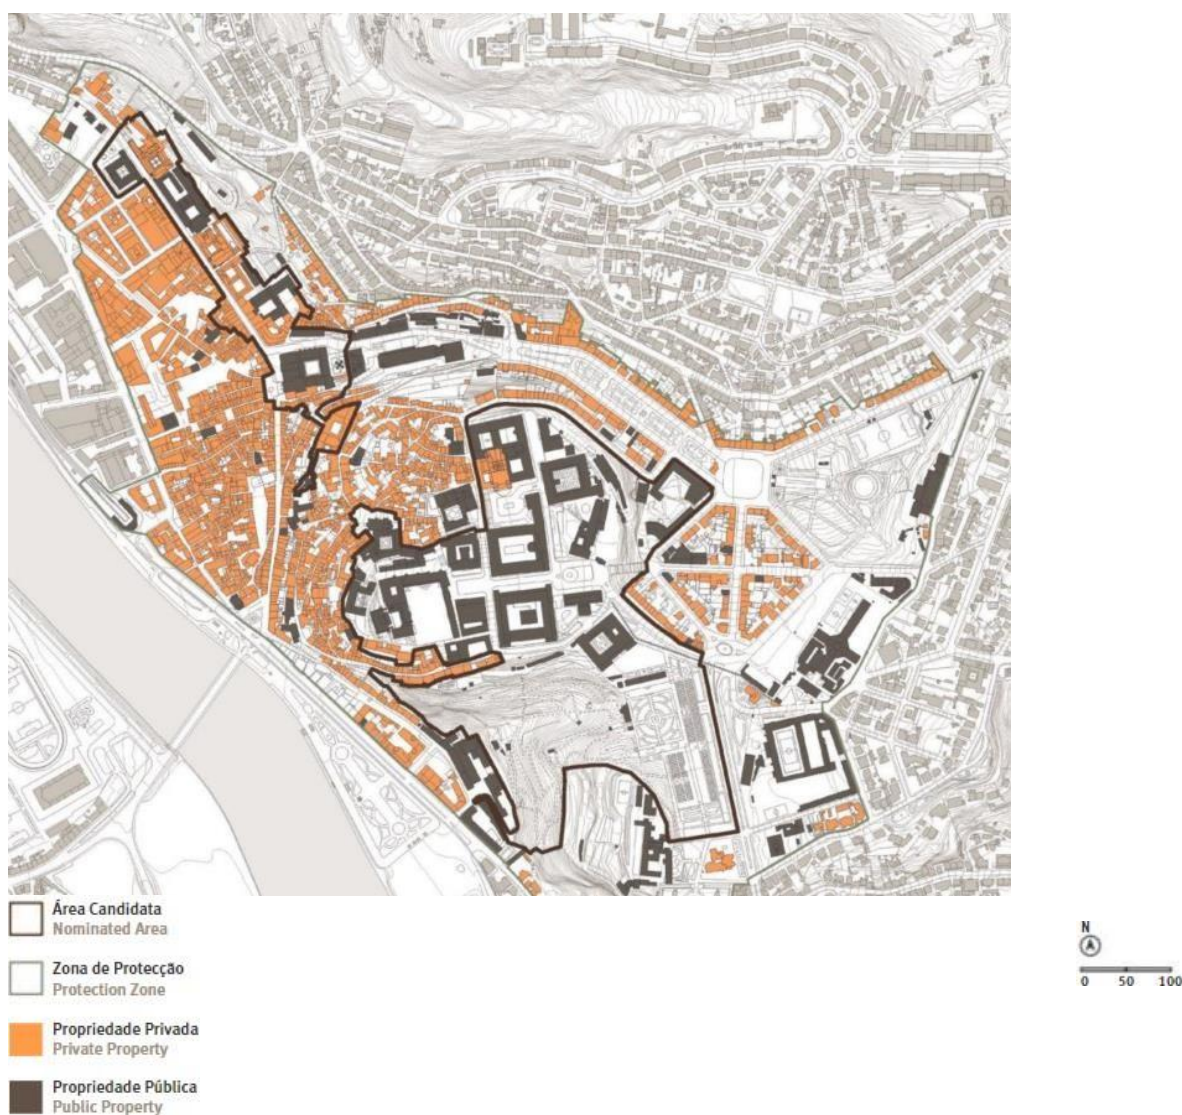 Área Candidata
Nominated Area
Zona de Protecção
Protection Zone
Propriedade Privada
Private Property
Propriedade Pública
Public Property
N
0 50 100